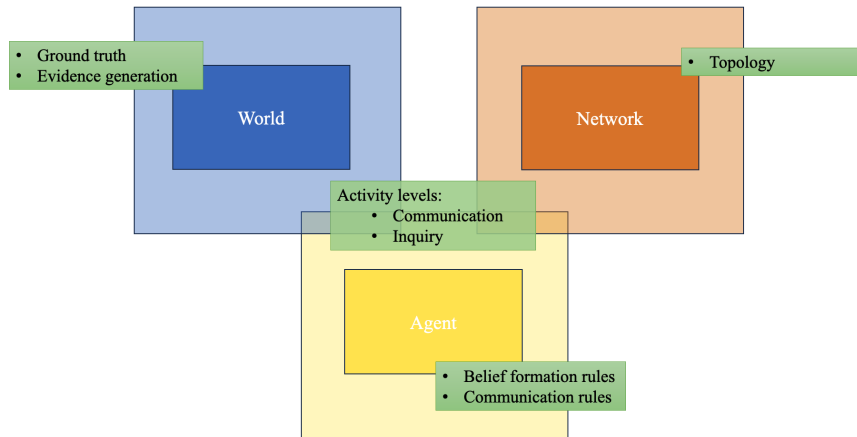 • Ground truth
• Evidence generation
• Topology
World
Network
Activity levels:
• Communication
• Inquiry
Agent
• Belief formation rules
• Communication rules